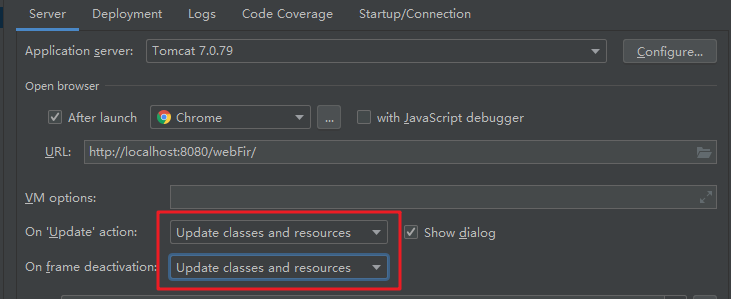 Server Deployment Logs Code Coverage Startup/Connection
Application server: Tomcat 7.0.79 Configure...
Open browser
After launch Chrome ... with JavaScript debugger
URL: http://localhost:8080/webFir/
VM options:
On 'Update' action: Update classes and resources Show dialog
On frame deactivation: Update classes and resources